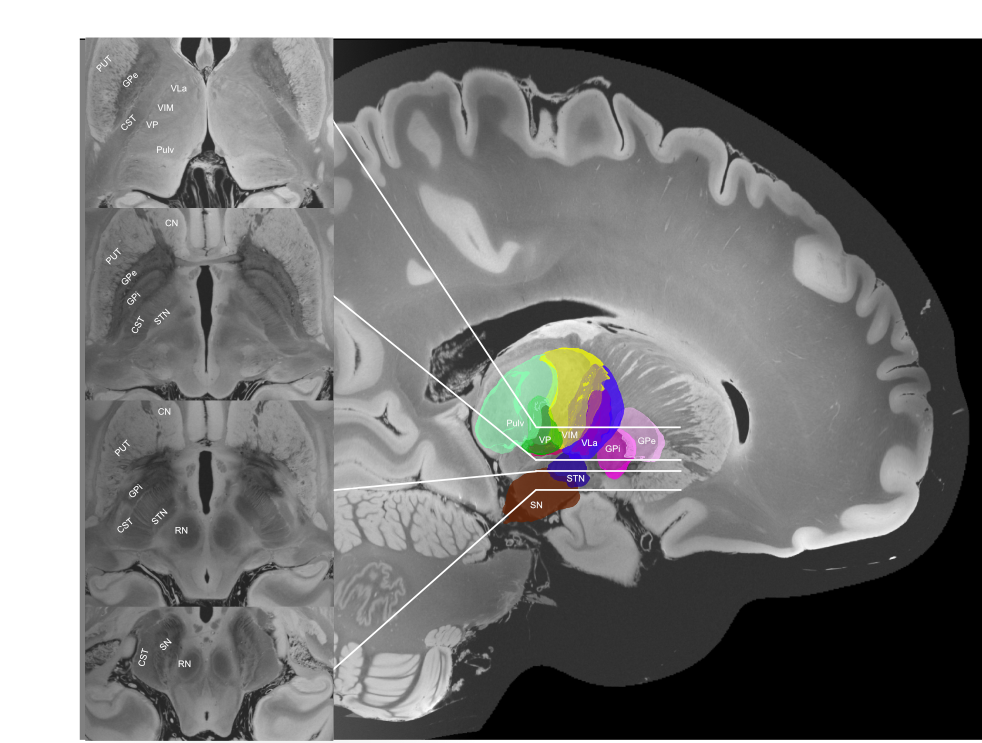 PUT
GPe
VLa
VIM
CST
VP
Pulv
CN
PUT
GPe
GPi
CST
STN
CN
PUT
GPi
CST
STN
RN
CST
SN
RN
Pulv
VP
VIM
VLa
GPi
GPe
STN
SN